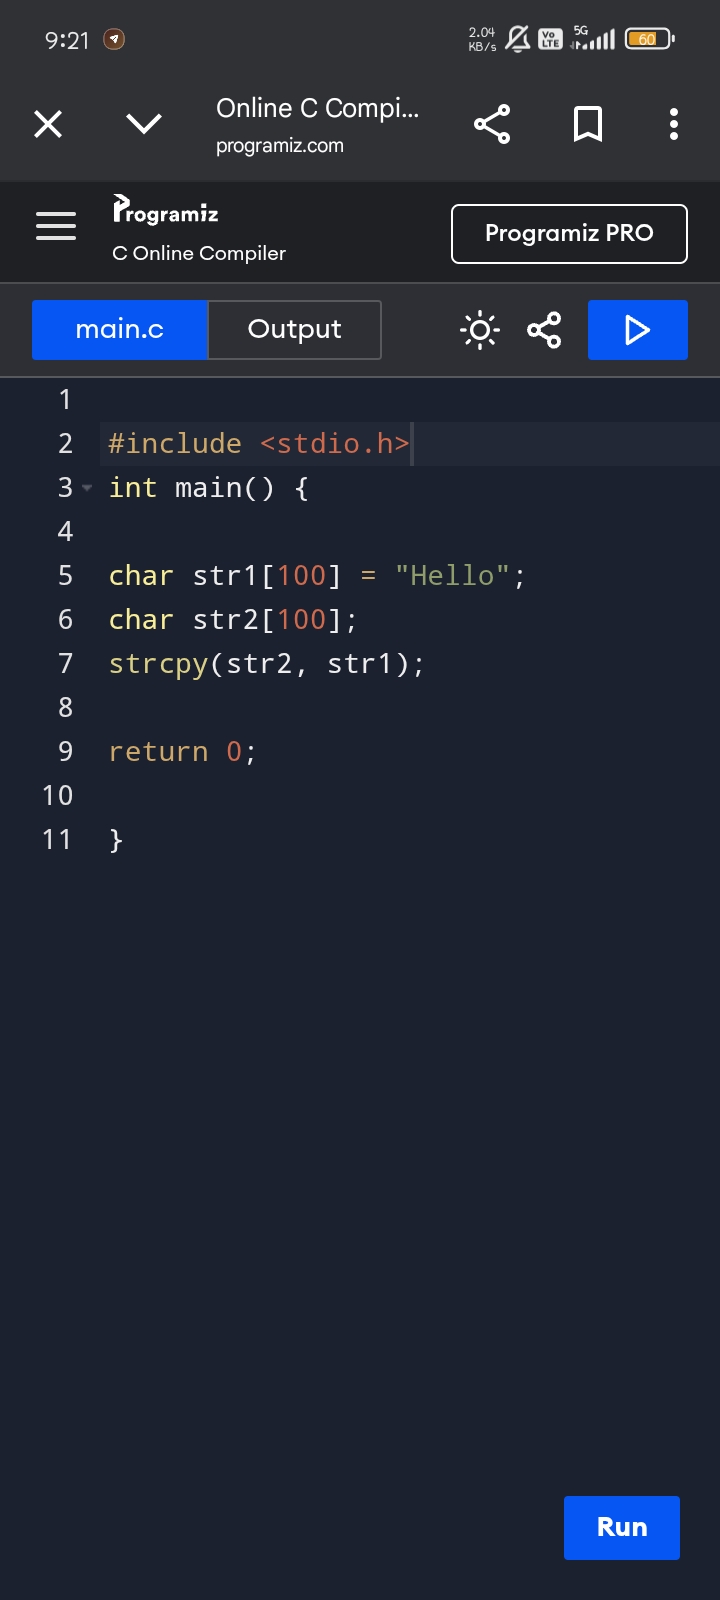 9:21
2.04 KB/s
Vo LTE
5G
60
Online C Compi...
programiz.com
Programiz
C Online Compiler
Programiz PRO
main.c
Output
1
2 #include <stdio.h>
3 int main() {
4
5 char str1[100] = "Hello";
6 char str2[100];
7 strcpy(str2, str1);
8
9 return 0;
10
11 }
Run